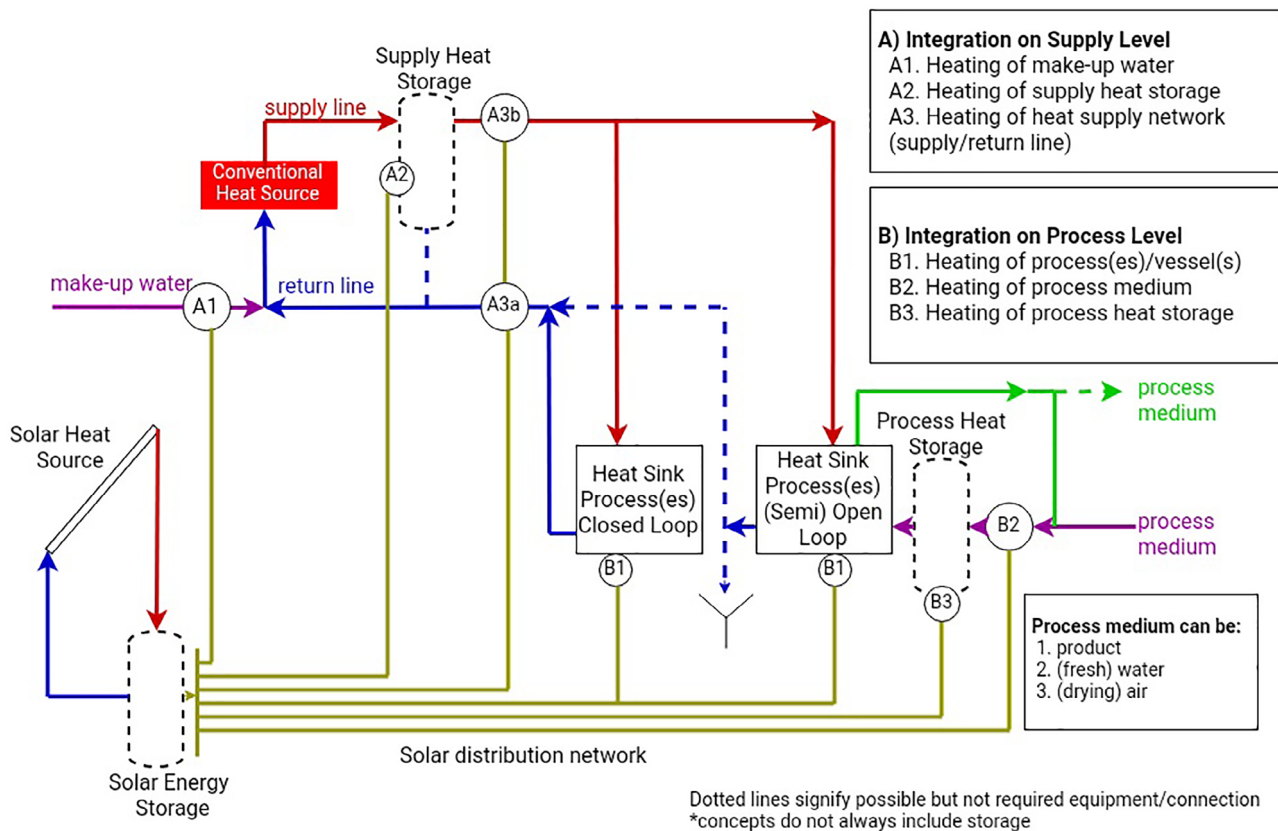 Supply Heat
Storage
supply line
A3b
Conventional
Heat Source
A2
make-up water
A1
return line
A3a
A) Integration on Supply Level
A1. Heating of make-up water
A2. Heating of supply heat storage
A3. Heating of heat supply network
(supply/return line)
B) Integration on Process Level
B1. Heating of process(es)/vessel(s)
B2. Heating of process medium
B3. Heating of process heat storage
process
medium
Solar Heat
Source
Process Heat
Storage
Heat Sink
Process(es)
Closed Loop
Heat Sink
Process(es)
(Semi) Open
Loop
B2
process
medium
B1
B1
B3
Process medium can be:
1. product
2. (fresh) water
3. (drying) air
Solar distribution network
Solar Energy
Storage
Dotted lines signify possible but not required equipment/connection
*concepts do not always include storage